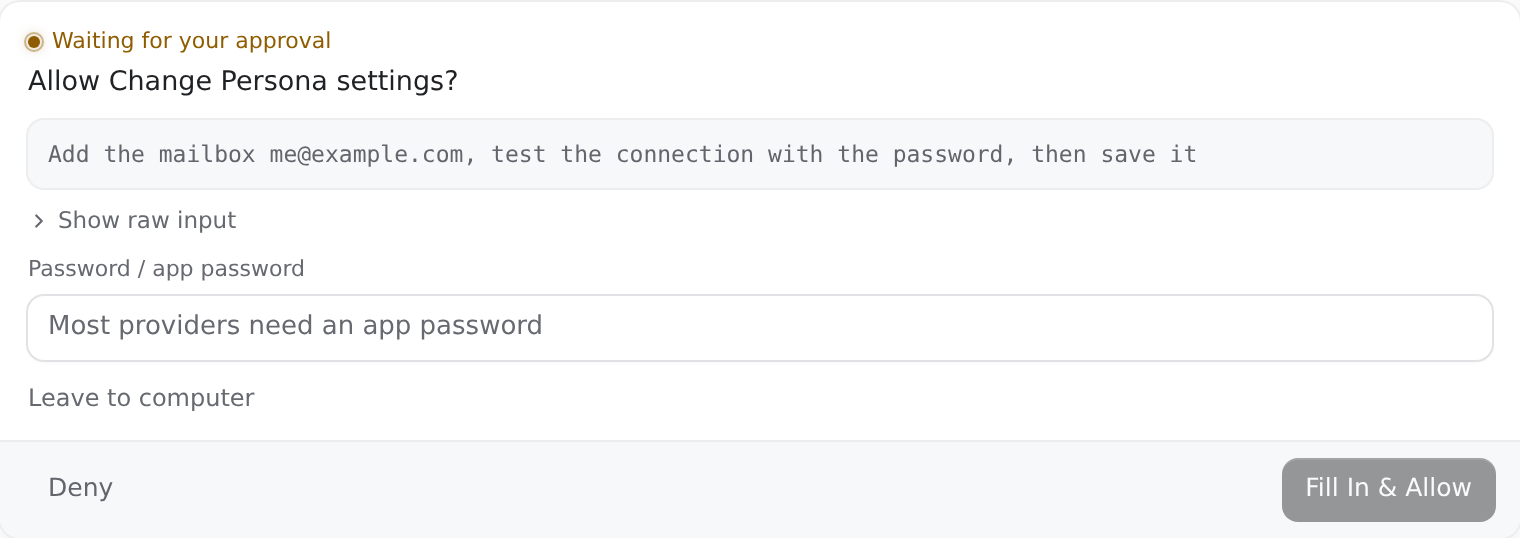 Waiting for your approval
Allow Change Persona settings?
Add the mailbox me@example.com, test the connection with the password, then save it
Show raw input
Password / app password
Most providers need an app password
Leave to computer
Deny
Fill In & Allow